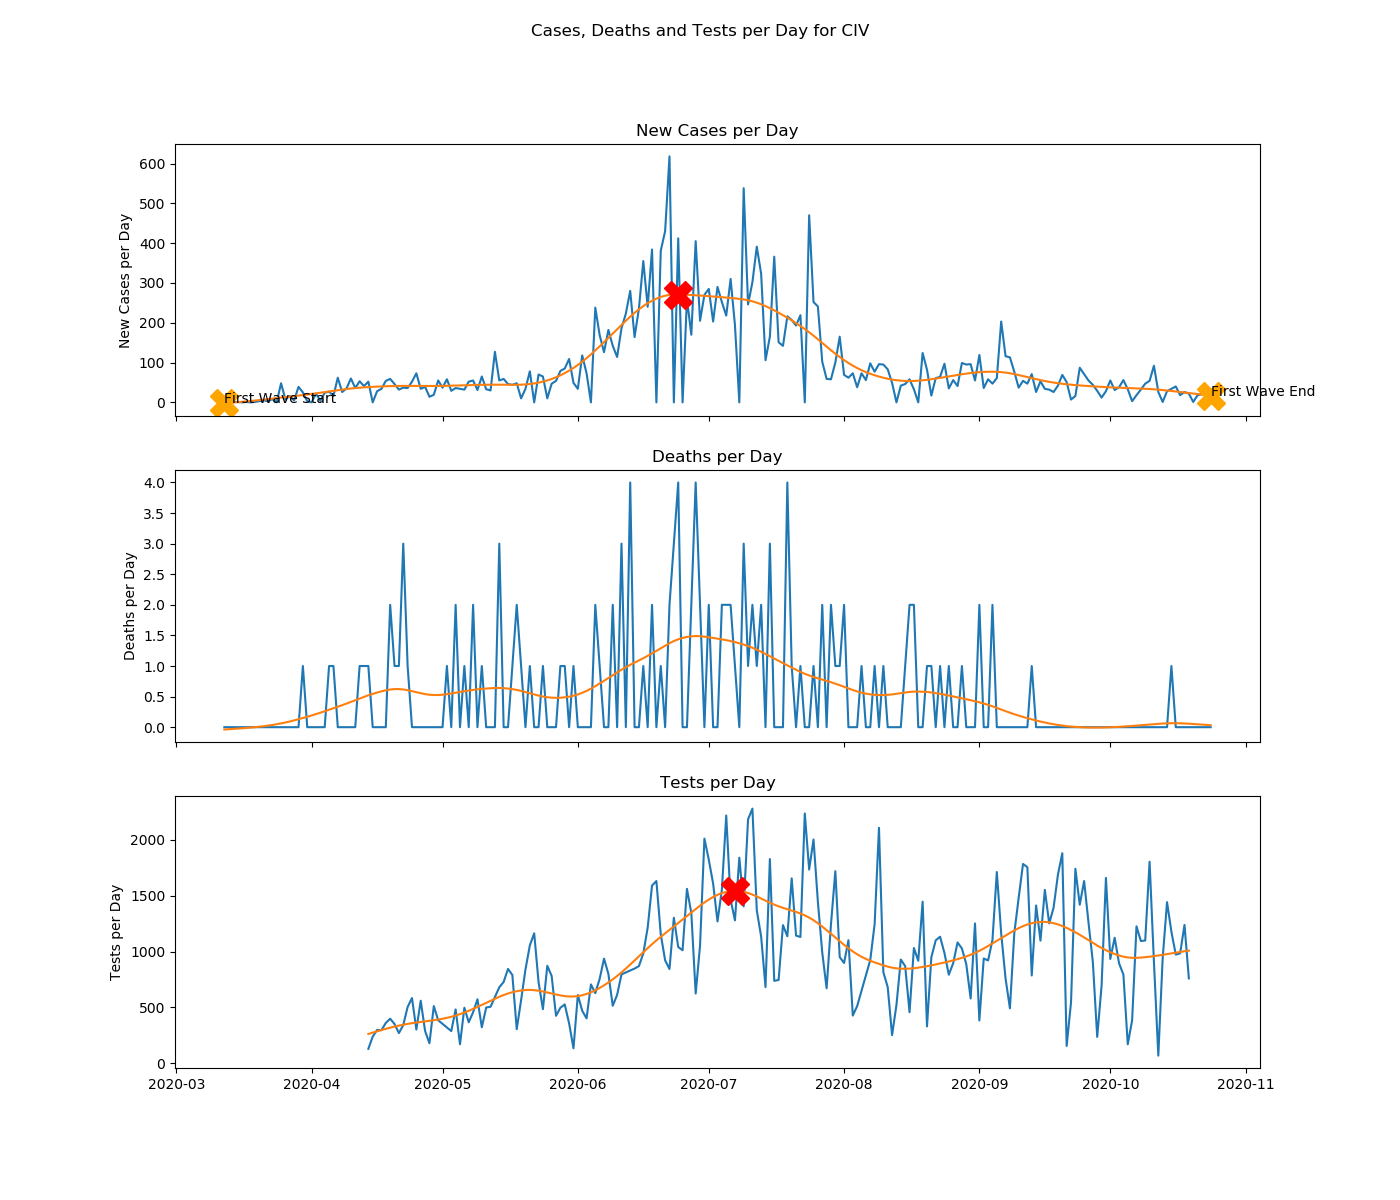 Cases, Deaths and Tests per Day for CIV
New Cases per Day
New Cases per Day
600
500
400
300
200
100
0
First Wave Start
First Wave End
Deaths per Day
Deaths per Day
4.0
3.5
3.0
2.5
2.0
1.5
1.0
0.5
0.0
Tests per Day
Tests per Day
2000
1500
1000
500
0
2020-03 2020-04 2020-05 2020-06 2020-07 2020-08 2020-09 2020-10 2020-11